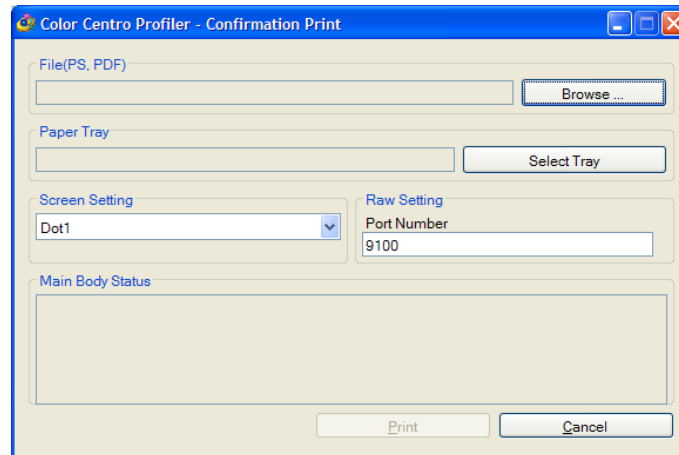 Color Centro Profiler - Confirmation Print
File(PS, PDF)
Browse ...
Paper Tray
Select Tray
Screen Setting
Raw Setting
Dot1
Port Number
9100
Main Body Status
Print
Cancel